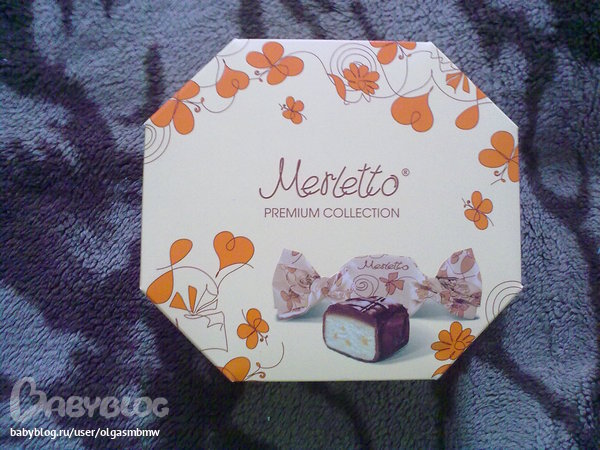 Merletto®
PREMIUM COLLECTION
Merletto
BABYBLOG
babyblog.ru/user/olgasmbmw